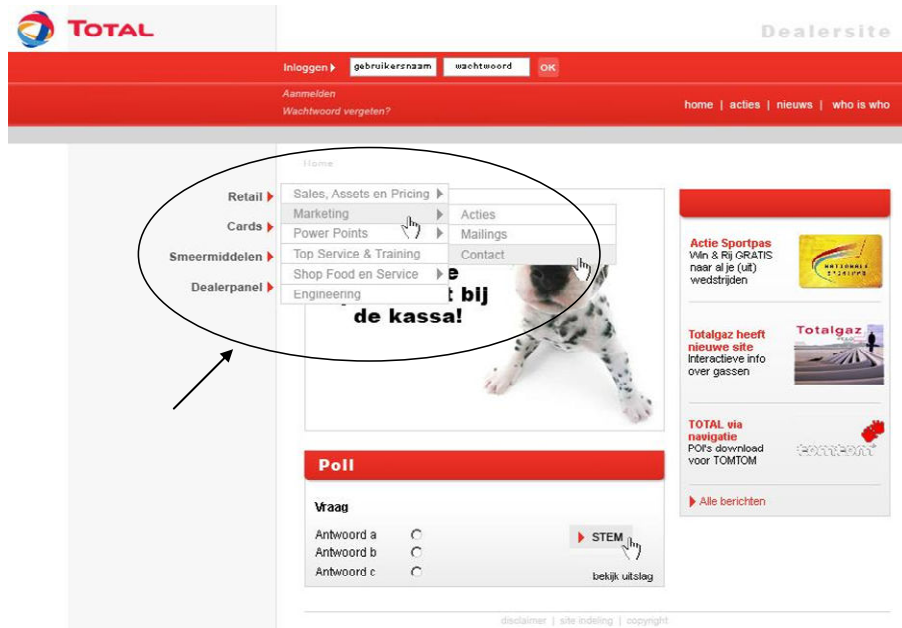 TOTAL
Dealersite
Inloggen
gebruikersnaam
wachtwoord
OK
Aanmelden
Wachtwoord vergeten?
home | acties | nieuws | who is who
Home
Retail
Cards
Smeermiddelen
Dealerpanel
Sales, Assets en Pricing
Marketing
Power Points
Top Service & Training
Shop Food en Service
Engineering
Acties
Mailings
Contact
e
t bij
de kassa!
Actie Sportpas
Win & Rij GRATIS
naar al je (uit)
wedstrijden
NATIONALE
Totalgaz heeft
nieuwe site
Interactieve info
over gassen
Totalgaz
TOTAL via
navigatie
POI's download
voor TOMTOM
tomtom
Alle berichten
Poll
Vraag
Antwoord a
Antwoord b
Antwoord c
STEM
bekijk uitslag
disclaimer | site indeling | copyright